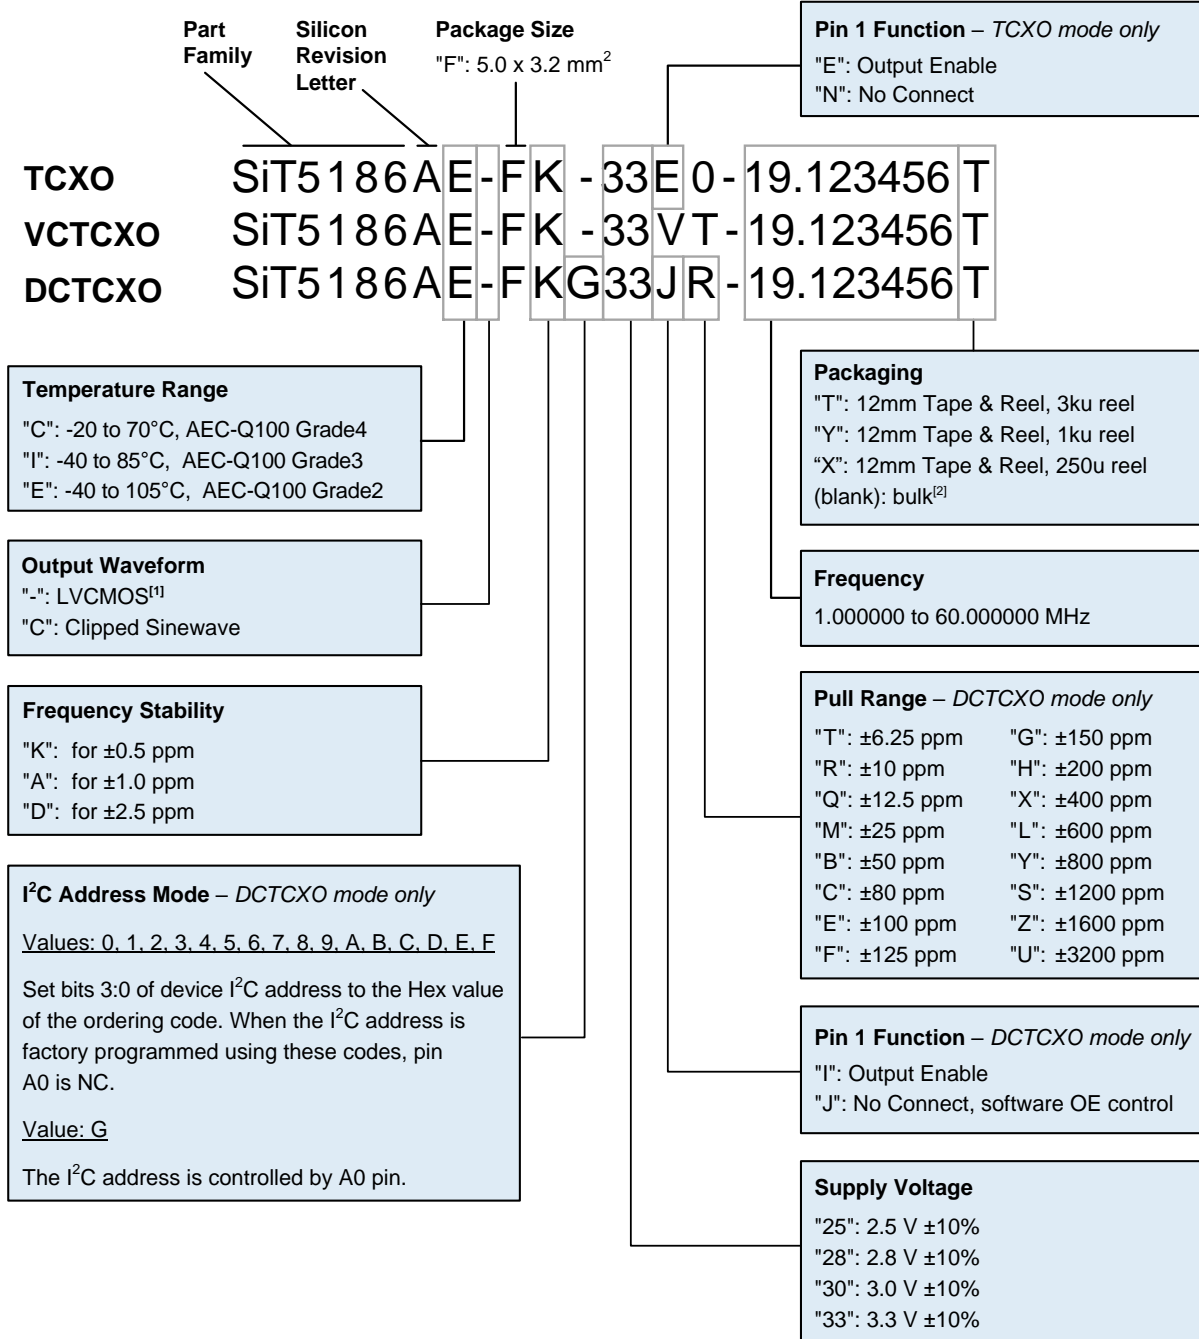 Part Family
Silicon Revision Letter
Package Size
"F": 5.0 x 3.2 mm2
Pin 1 Function – TCXO mode only
"E": Output Enable
"N": No Connect
TCXO SiT5186AE-FK-33E0-19.123456T
VCTCXO SiT5186AE-FK-33VT-19.123456T
DCTCXO SiT5186AE-FKG33JR-19.123456T
Temperature Range
"C": -20 to 70°C, AEC-Q100 Grade4
"I": -40 to 85°C, AEC-Q100 Grade3
"E": -40 to 105°C, AEC-Q100 Grade2
Output Waveform
"-": LVCMOS[1]
"C": Clipped Sinewave
Frequency Stability
"K": for ±0.5 ppm
"A": for ±1.0 ppm
"D": for ±2.5 ppm
I2C Address Mode – DCTCXO mode only
Values: 0, 1, 2, 3, 4, 5, 6, 7, 8, 9, A, B, C, D, E, F
Set bits 3:0 of device I2C address to the Hex value
of the ordering code. When the I2C address is
factory programmed using these codes, pin
A0 is NC.
Value: G
The I2C address is controlled by A0 pin.
Packaging
"T": 12mm Tape & Reel, 3ku reel
"Y": 12mm Tape & Reel, 1ku reel
“X”: 12mm Tape & Reel, 250u reel
(blank): bulk[2]
Frequency
1.000000 to 60.000000 MHz
Pull Range – DCTCXO mode only
"T": ±6.25 ppm "G": ±150 ppm
"R": ±10 ppm "H": ±200 ppm
"Q": ±12.5 ppm "X": ±400 ppm
"M": ±25 ppm "L": ±600 ppm
"B": ±50 ppm "Y": ±800 ppm
"C": ±80 ppm "S": ±1200 ppm
"E": ±100 ppm "Z": ±1600 ppm
"F": ±125 ppm "U": ±3200 ppm
Pin 1 Function – DCTCXO mode only
"I": Output Enable
"J": No Connect, software OE control
Supply Voltage
"25": 2.5 V ±10%
"28": 2.8 V ±10%
"30": 3.0 V ±10%
"33": 3.3 V ±10%